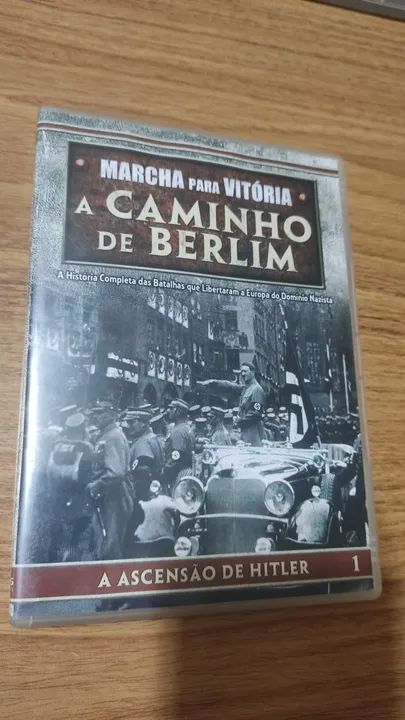 MARCHA PARA VITÓRIA
A CAMINHO
DE BERLIM
A Historia Completa das Batalhas que Libertaram a Europa do Domínio Nazista
A ASCENSÃO DE HITLER 1